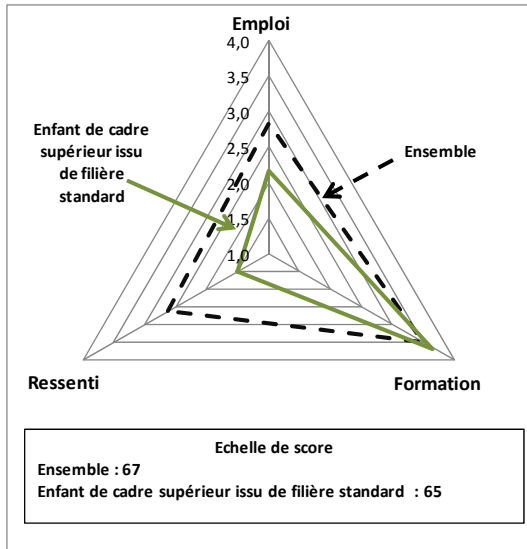 Emploi
4,0
3,5
3,0
2,5
2,0
1,5
1,0
Enfant de cadre
supérieur issu
de filière
standard
Ensemble
Ressenti
Formation
Echelle de score
Ensemble : 67
Enfant de cadre supérieur issu de filière standard : 65